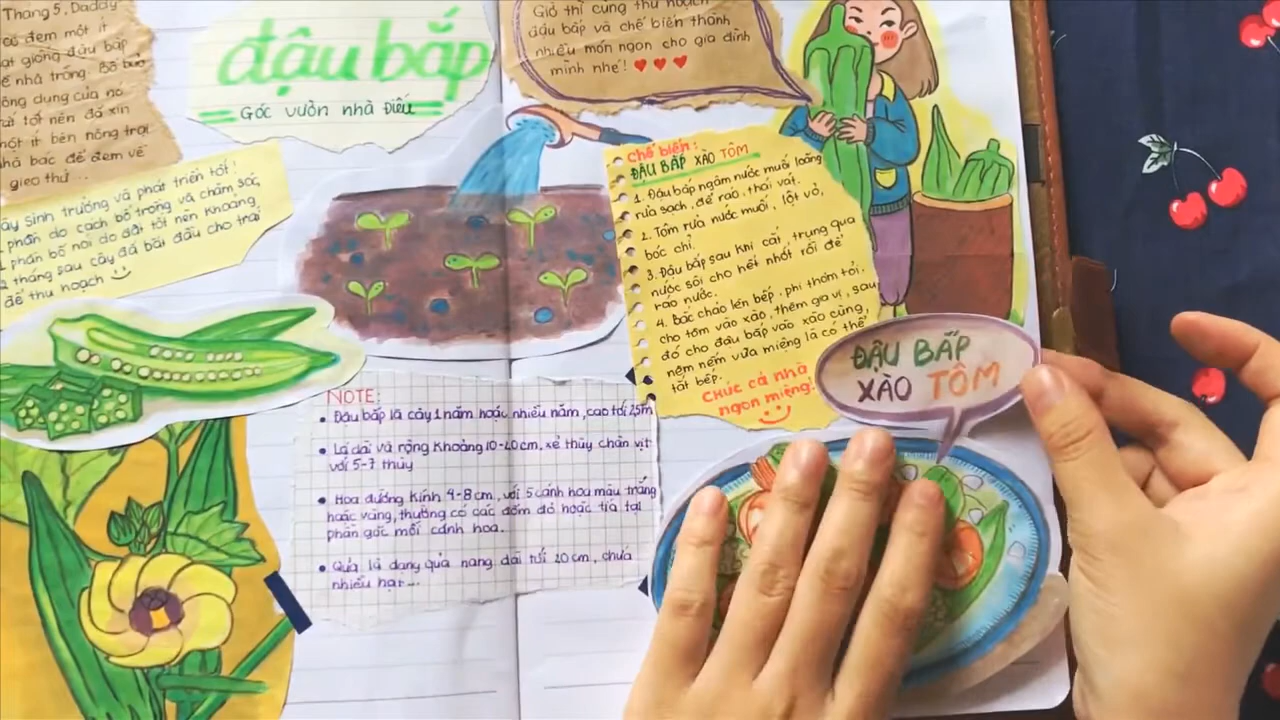 Tháng 5, Daddy
có đem một ít
hạt giống đậu bắp
để nhà trồng. Bố bảo
công dụng của nó
rất tốt nên đã xin
một ít bên nông trại
nhà bác để đem về
gieo thử...
cây sinh trưởng và phát triển tốt!
1 phần do cách bố trồng và chăm sóc,
1 phần bố nói do đất tơi nên khoảng
2 tháng sau cây đã bắt đầu cho trái
để thu hoạch
đậu bắp
Góc vườn nhà Điều
Giờ thì cùng thu hoạch
đậu bắp và chế biến thành
nhiều món ngon cho gia đình
mình nhé!
Chế biến:
ĐẬU BẮP XÀO TÔM
1. Đậu bắp ngâm nước muối loãng
rửa sạch, để ráo, thái vát.
2. Tôm rửa nước muối, lột vỏ,
bóc chỉ.
3. Đậu bắp sau khi cắt, trụng qua
nước sôi cho hết nhớt rồi để
ráo nước.
4. Bắc chảo lên bếp, phi thơm tỏi,
cho tôm vào xào, thêm gia vị, sau
đó cho đậu bắp vào xào cùng,
nêm nếm vừa miệng là có thể
tắt bếp.
Chúc cả nhà
ngon miệng!
ĐẬU BẮP
XÀO TÔM
NOTE:
Đậu bắp là cây 1 năm hoặc nhiều năm, cao tới 2,5m
Lá dài và rộng khoảng 10-20cm, xẻ thùy chân vịt
với 5-7 thùy
Hoa đường kính 4-8cm, với 5 cánh hoa màu trắng
hoặc vàng, thường có các đốm đỏ hoặc tía tại
phần gốc mỗi cánh hoa.
Quả là dạng quả nang dài tới 20cm, chứa
nhiều hạt...